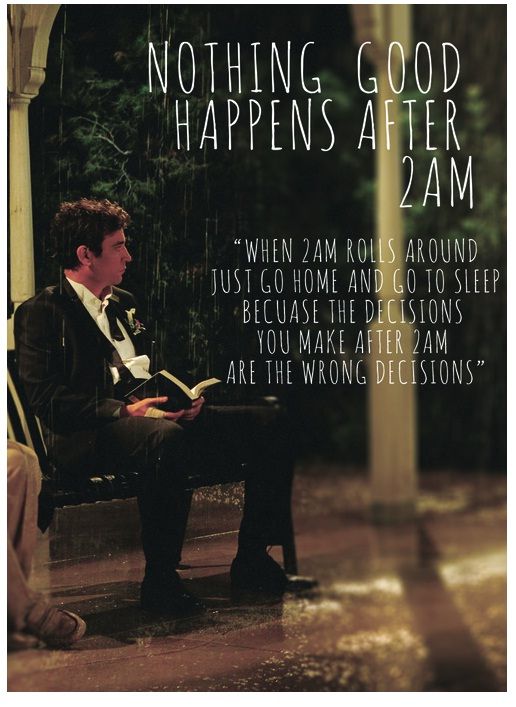 NOTHING GOOD
HAPPENS AFTER
2AM
“WHEN 2AM ROLLS AROUND
JUST GO HOME AND GO TO SLEEP
BECUASE THE DECISIONS
YOU MAKE AFTER 2AM
ARE THE WRONG DECISIONS”